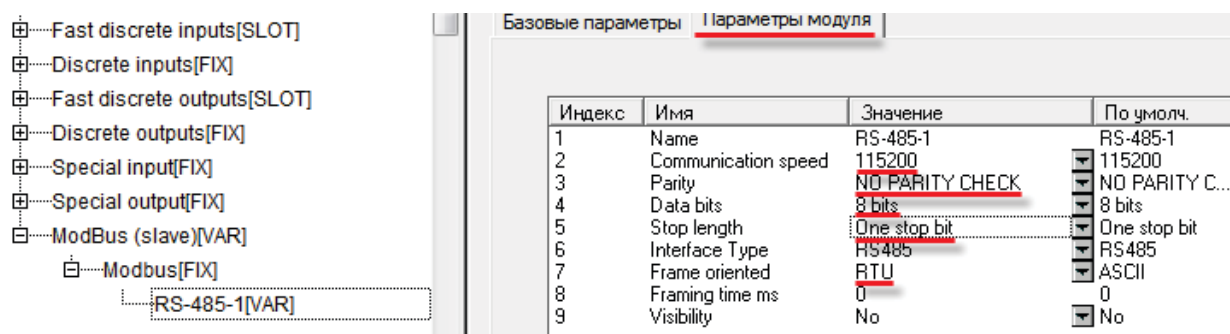 Fast discrete inputs[SLOT]
Discrete inputs[FIX]
Fast discrete outputs[SLOT]
Discrete outputs[FIX]
Special input[FIX]
Special output[FIX]
ModBus (slave)[VAR]
Modbus[FIX]
RS-485-1[VAR]
Базовые параметры Параметры модуля
Индекс Имя Значение По умолч.
1 Name RS-485-1 RS-485-1
2 Communication speed 115200 115200
3 Parity NO PARITY CHECK NO PARITY C...
4 Data bits 8 bits 8 bits
5 Stop length One stop bit One stop bit
6 Interface Type RS485 RS485
7 Frame oriented RTU ASCII
8 Framing time ms 0 0
9 Visibility No No